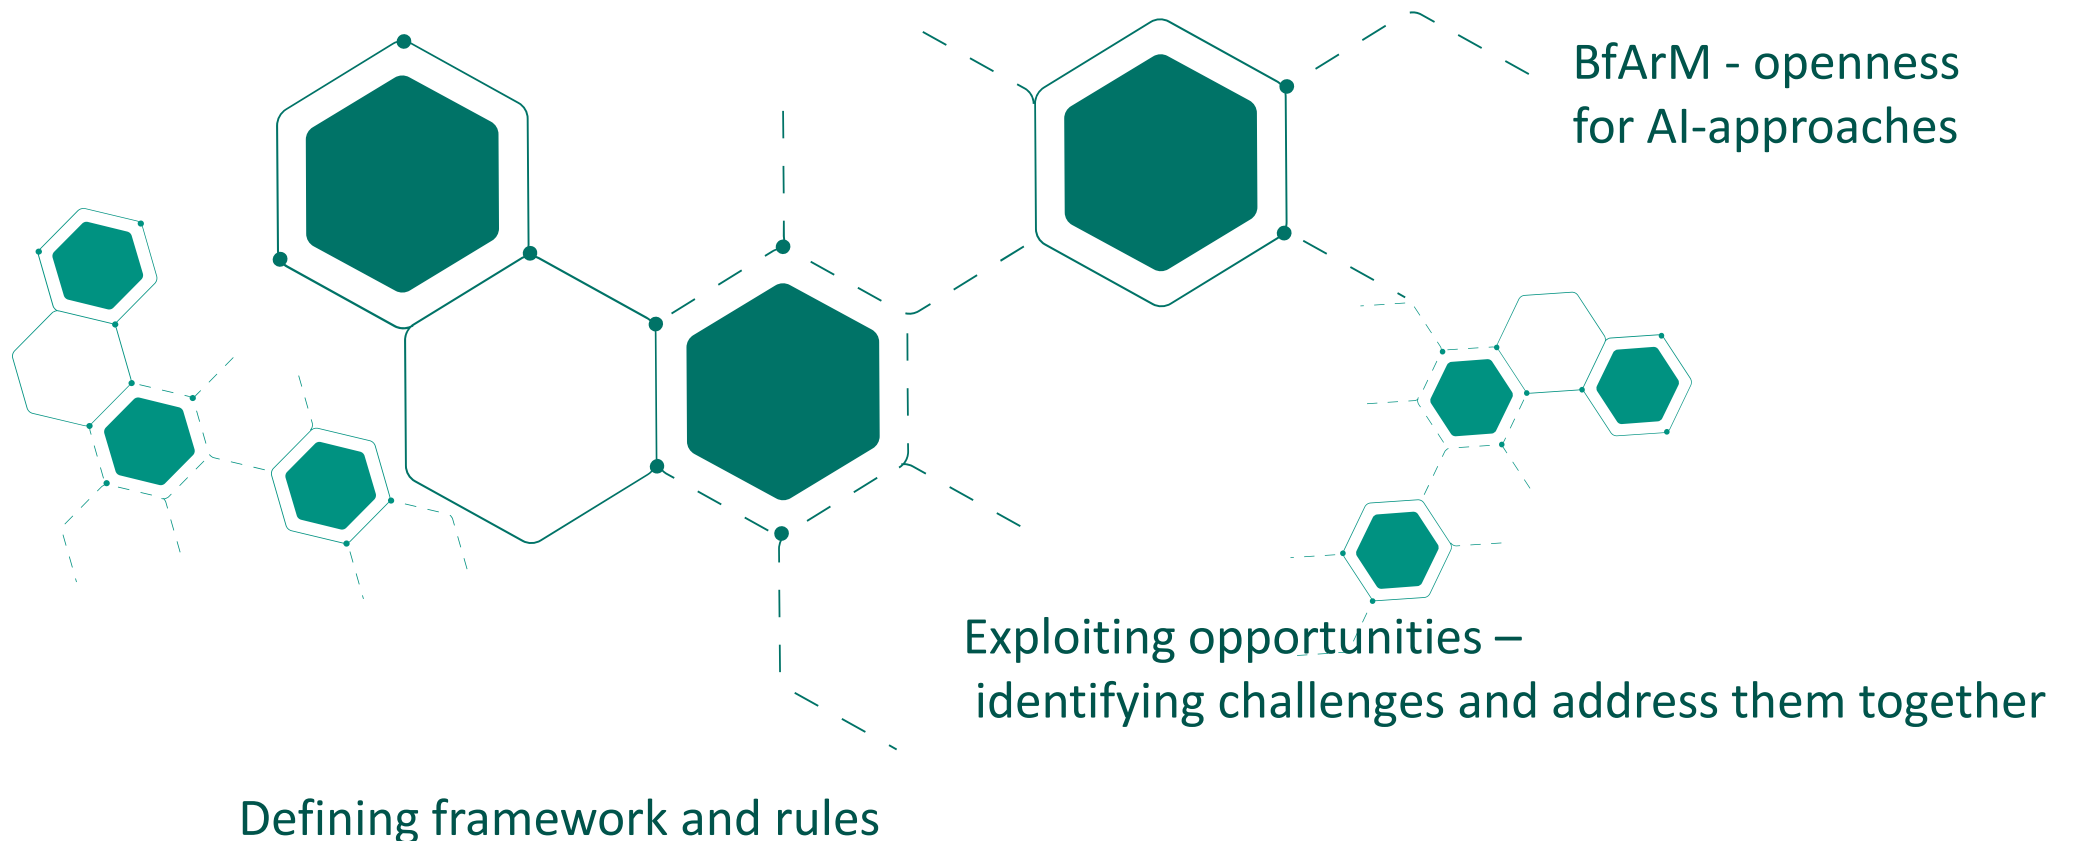 BfArM - openness
for AI-approaches
Exploiting opportunities –
identifying challenges and address them together
Defining framework and rules